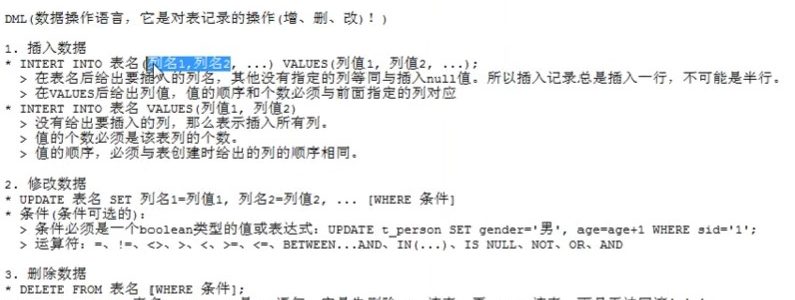 DML(数据操作语言，它是对表记录的操作(增、删、改)！)
1. 插入数据
* INTERT INTO 表名(列名1,列名2, ...) VALUES(列值1, 列值2, ...);
> 在表名后给出要插入的列名，其他没有指定的列等同与插入null值。所以插入记录总是插入一行，不可能是半行。
> 在VALUES后给出列值，值的顺序和个数必须与前面指定的列对应
* INTERT INTO 表名 VALUES(列值1, 列值2)
> 没有给出要插入的列，那么表示插入所有列。
> 值的个数必须是该表列的个数。
> 值的顺序，必须与表创建时给出的列的顺序相同。
2. 修改数据
* UPDATE 表名 SET 列名1=列值1, 列名2=列值2, ... [WHERE 条件]
* 条件(条件可选的)：
> 条件必须是一个boolean类型的值或表达式：UPDATE t_person SET gender='男', age=age+1 WHERE sid='1';
> 运算符：=、!=、<>、>、<、>=、<=、BETWEEN...AND、IN(...)、IS NULL、NOT、OR、AND
3. 删除数据
* DELETE FROM 表名 [WHERE 条件];